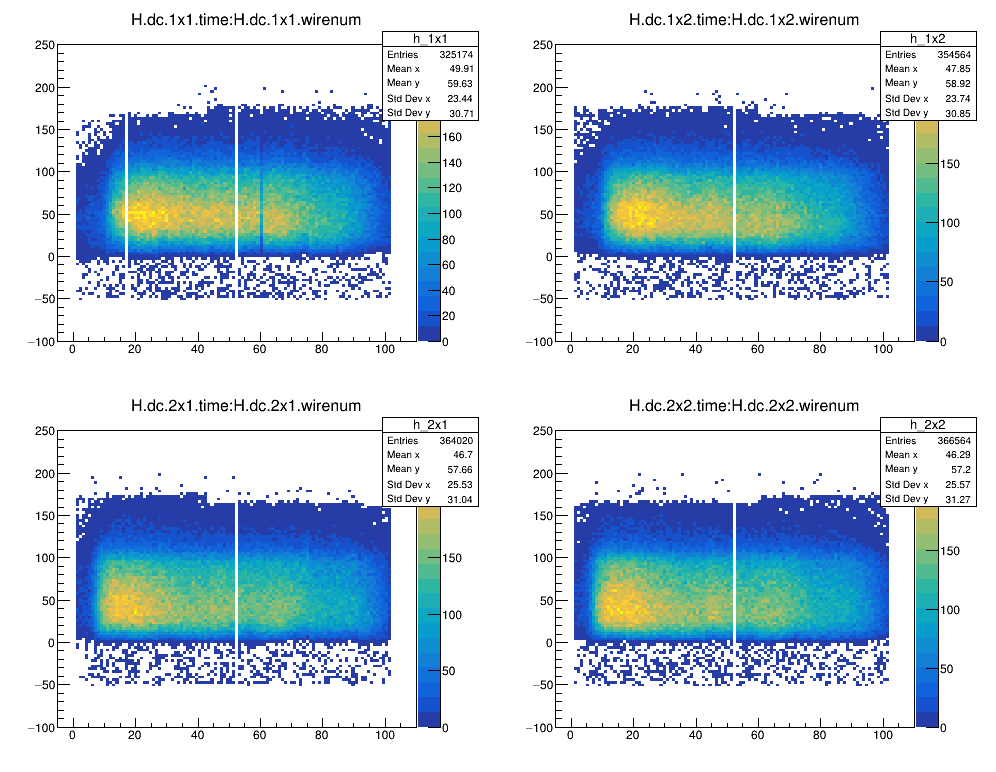 H.dc.1x1.time:H.dc.1x1.wirenum
h_1x1
Entries 325174
Mean x 49.91
Mean y 59.63
Std Dev x 23.44
Std Dev y 30.71
250
200
150
100
50
0
−50
−100
0 20 40 60 80 100
160
140
120
100
80
60
40
20
0
H.dc.1x2.time:H.dc.1x2.wirenum
h_1x2
Entries 354564
Mean x 47.85
Mean y 58.92
Std Dev x 23.74
Std Dev y 30.85
250
200
150
100
50
0
−50
−100
0 20 40 60 80 100
150
100
50
0
H.dc.2x1.time:H.dc.2x1.wirenum
h_2x1
Entries 364020
Mean x 46.7
Mean y 57.66
Std Dev x 25.53
Std Dev y 31.04
250
200
150
100
50
0
−50
−100
0 20 40 60 80 100
150
100
50
0
H.dc.2x2.time:H.dc.2x2.wirenum
h_2x2
Entries 366564
Mean x 46.29
Mean y 57.2
Std Dev x 25.57
Std Dev y 31.27
250
200
150
100
50
0
−50
−100
0 20 40 60 80 100
150
100
50
0